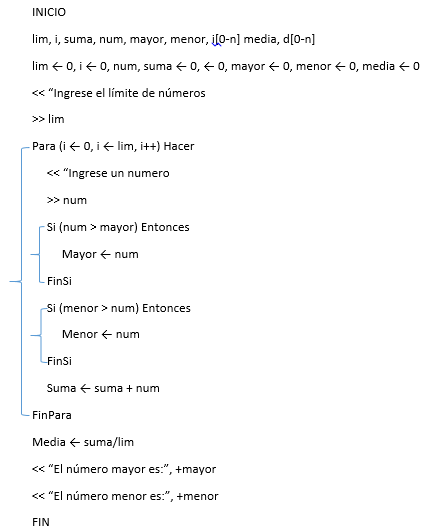 INICIO
lim, i, suma, num, mayor, menor, i[0-n] media, d[0-n]
lim ← 0, i ← 0, num, suma ← 0, ← 0, mayor ← 0, menor ← 0, media ← 0
<< “Ingrese el límite de números
>> lim
Para (i ← 0, i ← lim, i++) Hacer
<< “Ingrese un numero
>> num
Si (num > mayor) Entonces
Mayor ← num
FinSi
Si (menor > num) Entonces
Menor ← num
FinSi
Suma ← suma + num
FinPara
Media ← suma/lim
<< “El número mayor es:”, +mayor
<< “El número menor es:”, +menor
FIN